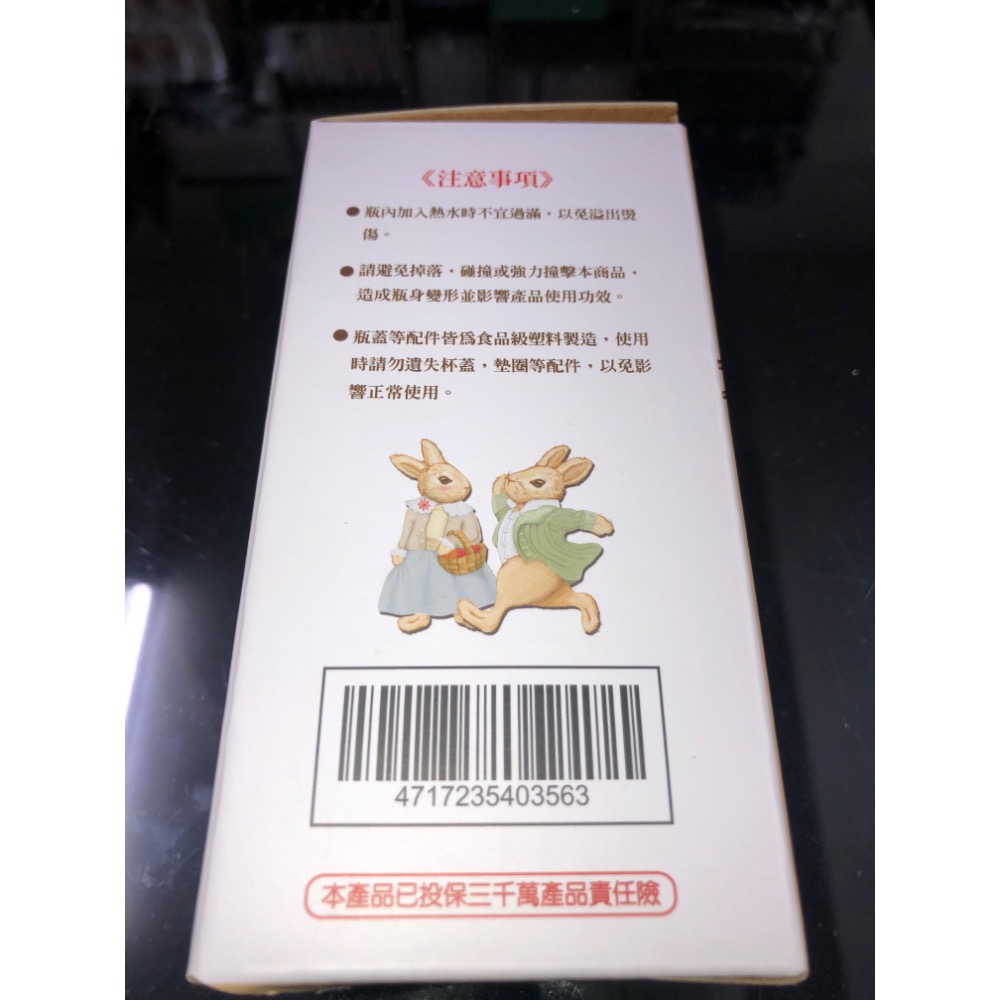 《注意事項》
●瓶內加入熱水時不宜過滿，以免溢出燙
傷。
●請避免掉落，碰撞或強力撞擊本商品，
造成瓶身變形並影響產品使用功效。
●瓶蓋等配件皆為食品級塑料製造，使用
時請勿遺失杯蓋，墊圈等配件，以免影
響正常使用。
4717235403563
本產品已投保三千萬產品責任險